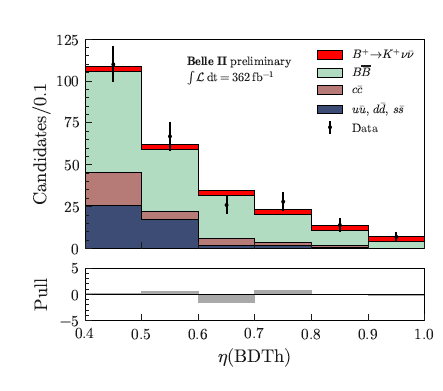 125
100
75
50
25
0
Candidates/0.1
Belle II preliminary
∫ℒ dt = 362 fb⁻¹
B⁺→K⁺νν̄
BB̄
cc̄
uū, dd̄, ss̄
Data
5
0
−5
Pull
0.4 0.5 0.6 0.7 0.8 0.9 1.0
η(BDTh)